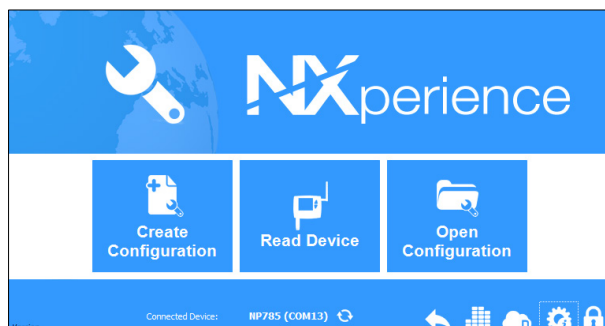 NXperience
Create
Configuration
Read Device
Open
Configuration
Connected Device: NP785 (COM13)